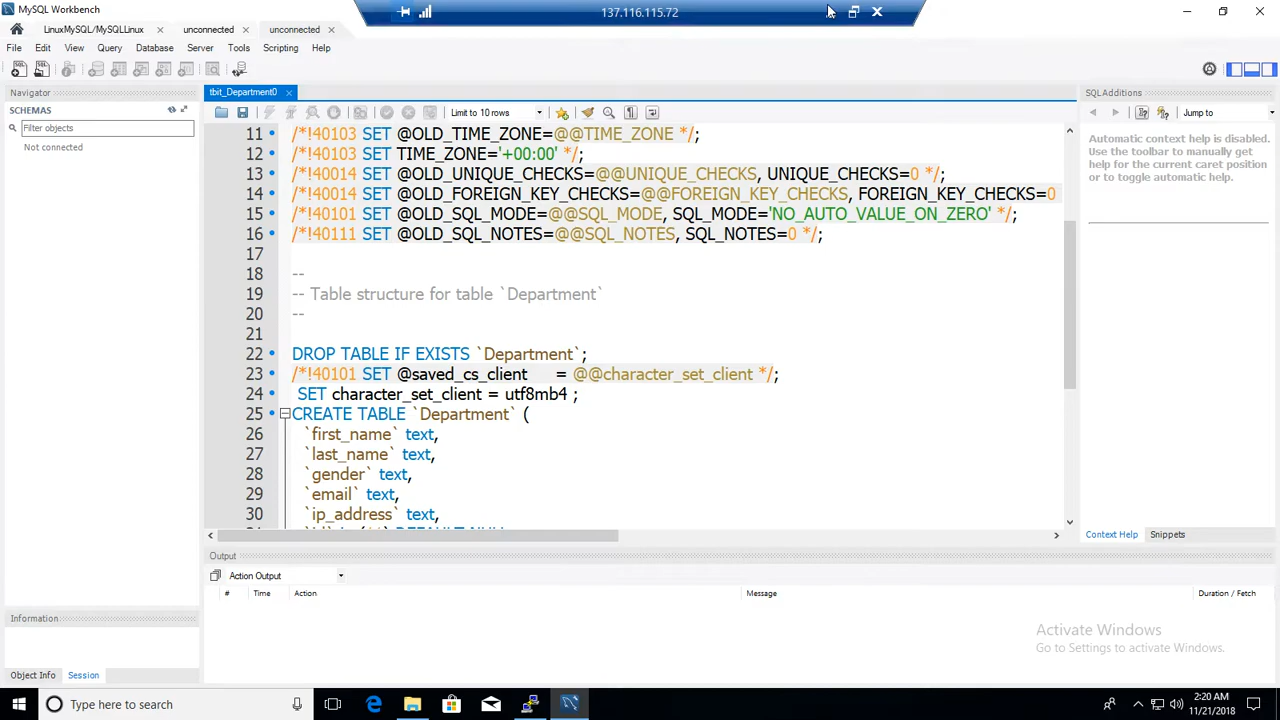 MySQL Workbench
137.116.115.72
LinuxMySQL/MySQLLinux
unconnected
unconnected
File Edit View Query Database Server Tools Scripting Help
Navigator
SCHEMAS
Filter objects
Not connected
Information
Object Info Session
tbit_Department0
Limit to 10 rows
11 /*!40103 SET @OLD_TIME_ZONE=@@TIME_ZONE */;
12 /*!40103 SET TIME_ZONE='+00:00' */;
13 /*!40014 SET @OLD_UNIQUE_CHECKS=@@UNIQUE_CHECKS, UNIQUE_CHECKS=0 */;
14 /*!40014 SET @OLD_FOREIGN_KEY_CHECKS=@@FOREIGN_KEY_CHECKS, FOREIGN_KEY_CHECKS=0
15 /*!40101 SET @OLD_SQL_MODE=@@SQL_MODE, SQL_MODE='NO_AUTO_VALUE_ON_ZERO' */;
16 /*!40111 SET @OLD_SQL_NOTES=@@SQL_NOTES, SQL_NOTES=0 */;
17
18 --
19 -- Table structure for table `Department`
20 --
21
22 DROP TABLE IF EXISTS `Department`;
23 /*!40101 SET @saved_cs_client     = @@character_set_client */;
24 SET character_set_client = utf8mb4 ;
25 CREATE TABLE `Department` (
26 `first_name` text,
27 `last_name` text,
28 `gender` text,
29 `email` text,
30 `ip_address` text,
SQLAdditions
Jump to
Automatic context help is disabled.
Use the toolbar to manually get
help for the current caret position
or to toggle automatic help.
Context Help Snippets
Output
Action Output
# Time Action Message Duration / Fetch
Activate Windows
Go to Settings to activate Windows.
Type here to search
2:20 AM
11/21/2018